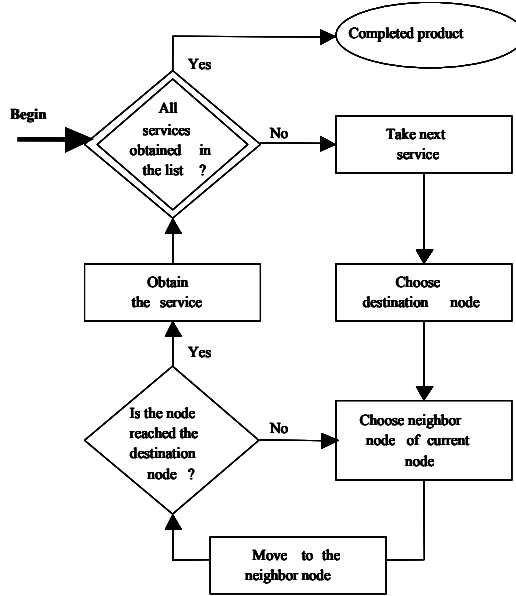 Completed product
Yes
Begin
All
services
obtained in
the list ?
No
Take next
service
Obtain
the service
Choose
destination node
Yes
Is the node
reached the
destination
node ?
No
Choose neighbor
node of current
node
Move to the
neighbor node